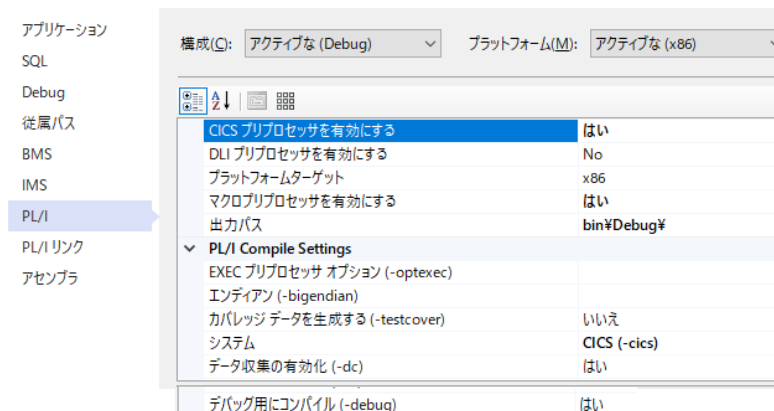 アプリケーション
SQL
Debug
従属パス
BMS
IMS
PL/I
PL/I リンク
アセンブラ
構成(C): アクティブな (Debug) プラットフォーム(M): アクティブな (x86)
CICS プリプロセッサを有効にする はい
DLI プリプロセッサを有効にする No
プラットフォームターゲット x86
マクロプリプロセッサを有効にする はい
出力パス bin¥Debug¥
PL/I Compile Settings
EXEC プリプロセッサ オプション (-optexec)
エンディアン (-bigendian)
カバレッジ データを生成する (-testcover) いいえ
システム CICS (-cics)
データ収集の有効化 (-dc) はい
デバッグ用にコンパイル (-debug) はい